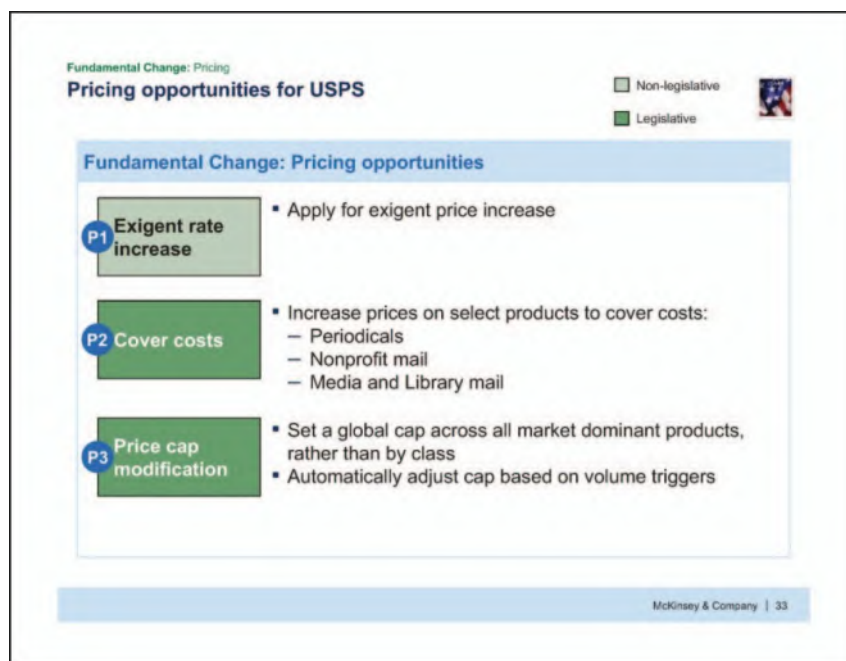 Fundamental Change: Pricing
Pricing opportunities for USPS
Non-legislative
Legislative
Fundamental Change: Pricing opportunities
P1
Exigent rate
increase
▪ Apply for exigent price increase
P2
Cover costs
▪ Increase prices on select products to cover costs:
– Periodicals
– Nonprofit mail
– Media and Library mail
P3
Price cap
modification
▪ Set a global cap across all market dominant products,
rather than by class
▪ Automatically adjust cap based on volume triggers
McKinsey & Company | 33